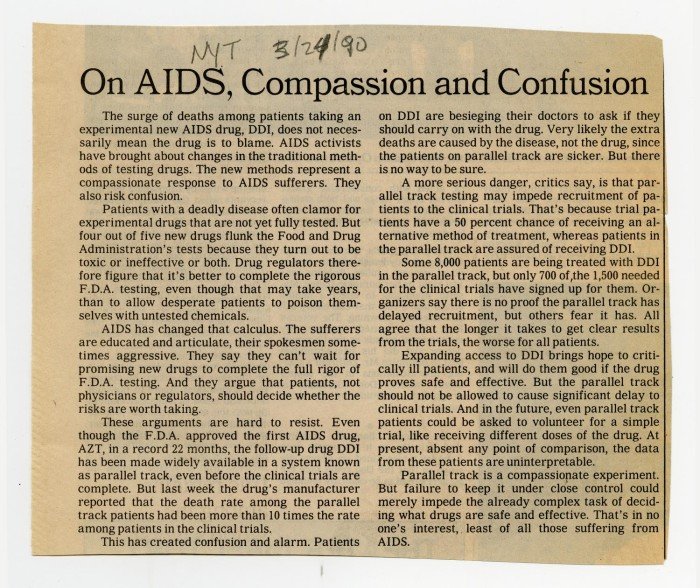 NYT 3/24/90
On AIDS, Compassion and Confusion
The surge of deaths among patients taking an
experimental new AIDS drug, DDI, does not neces-
sarily mean the drug is to blame. AIDS activists
have brought about changes in the traditional meth-
ods of testing drugs. The new methods represent a
compassionate response to AIDS sufferers. They
also risk confusion.
Patients with a deadly disease often clamor for
experimental drugs that are not yet fully tested. But
four out of five new drugs flunk the Food and Drug
Administration's tests because they turn out to be
toxic or ineffective or both. Drug regulators there-
fore figure that it's better to complete the rigorous
F.D.A. testing, even though that may take years,
than to allow desperate patients to poison them-
selves with untested chemicals.
AIDS has changed that calculus. The sufferers
are educated and articulate, their spokesmen some-
times aggressive. They say they can't wait for
promising new drugs to complete the full rigor of
F.D.A. testing. And they argue that patients, not
physicians or regulators, should decide whether the
risks are worth taking.
These arguments are hard to resist. Even
though the F.D.A. approved the first AIDS drug,
AZT, in a record 22 months, the follow-up drug DDI
has been made widely available in a system known
as parallel track, even before the clinical trials are
complete. But last week the drug's manufacturer
reported that the death rate among the parallel
track patients had been more than 10 times the rate
among patients in the clinical trials.
This has created confusion and alarm. Patients
on DDI are besieging their doctors to ask if they
should carry on with the drug. Very likely the extra
deaths are caused by the disease, not the drug, since
the patients on parallel track are sicker. But there
is no way to be sure.
A more serious danger, critics say, is that par-
allel track testing may impede recruitment of pa-
tients to the clinical trials. That's because trial pa-
tients have a 50 percent chance of receiving an al-
ternative method of treatment, whereas patients in
the parallel track are assured of receiving DDI.
Some 8,000 patients are being treated with DDI
in the parallel track, but only 700 of the 1,500 needed
for the clinical trials have signed up for them. Or-
ganizers say there is no proof the parallel track has
delayed recruitment, but others fear it has. All
agree that the longer it takes to get clear results
from the trials, the worse for all patients.
Expanding access to DDI brings hope to criti-
cally ill patients, and will do them good if the drug
proves safe and effective. But the parallel track
should not be allowed to cause significant delay to
clinical trials. And in the future, even parallel track
patients could be asked to volunteer for a simple
trial, like receiving different doses of the drug. At
present, absent any point of comparison, the data
from these patients are uninterpretable.
Parallel track is a compassionate experiment.
But failure to keep it under close control could
merely impede the already complex task of decid-
ing what drugs are safe and effective. That's in no
one's interest, least of all those suffering from
AIDS.